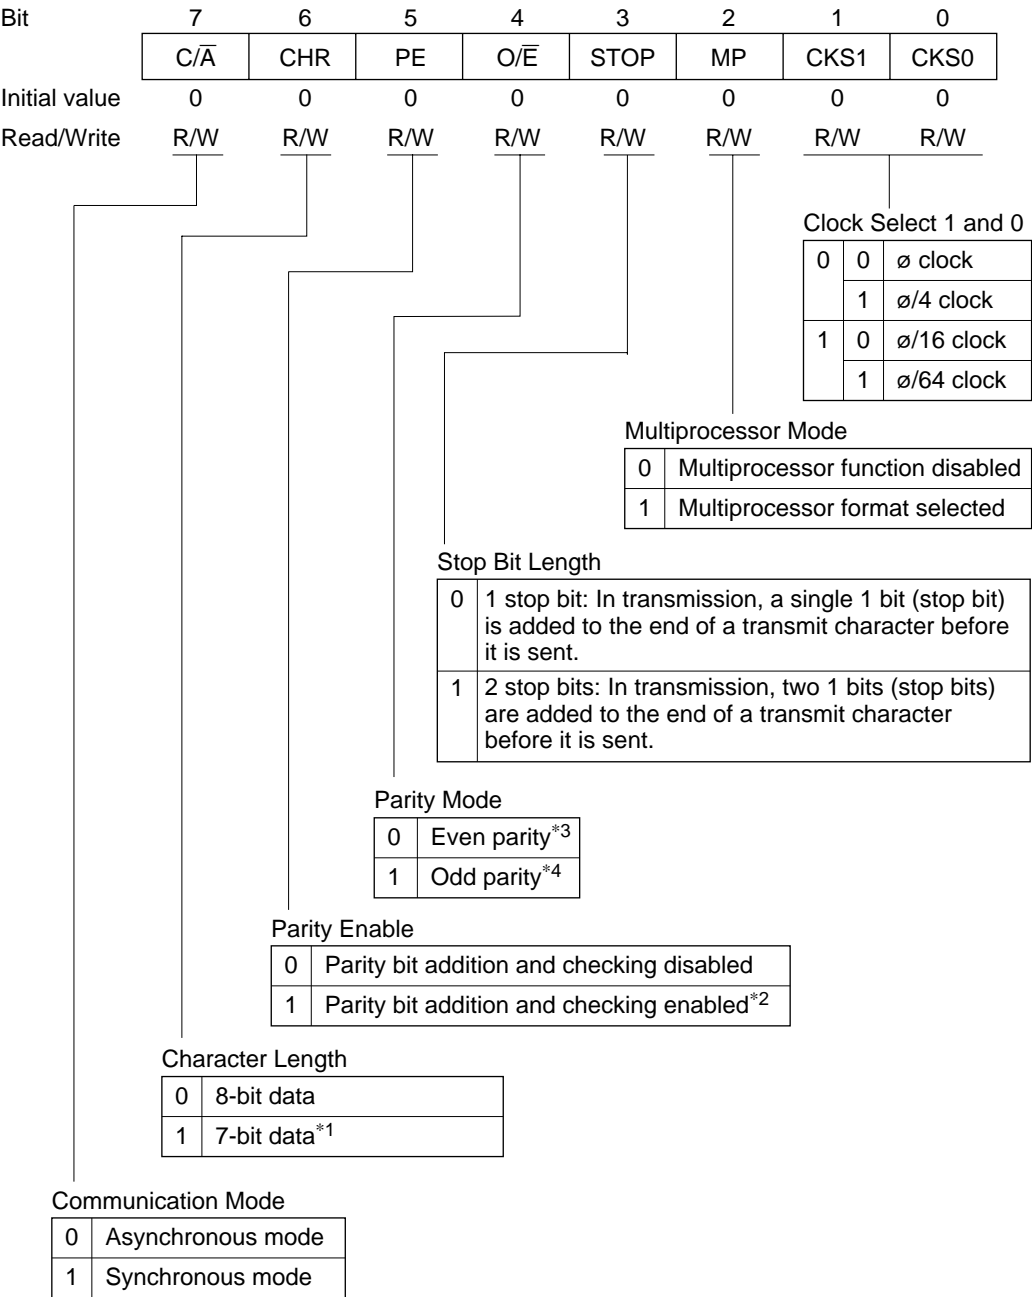 Bit 7 6 5 4 3 2 1 0
C/A̅ CHR PE O/E̅ STOP MP CKS1 CKS0
Initial value 0 0 0 0 0 0 0 0
Read/Write R/W R/W R/W R/W R/W R/W R/W R/W
Clock Select 1 and 0
0 0 ø clock
1 ø/4 clock
1 0 ø/16 clock
1 ø/64 clock
Multiprocessor Mode
0 Multiprocessor function disabled
1 Multiprocessor format selected
Stop Bit Length
0 1 stop bit: In transmission, a single 1 bit (stop bit)
is added to the end of a transmit character before
it is sent.
1 2 stop bits: In transmission, two 1 bits (stop bits)
are added to the end of a transmit character
before it is sent.
Parity Mode
0 Even parity*3
1 Odd parity*4
Parity Enable
0 Parity bit addition and checking disabled
1 Parity bit addition and checking enabled*2
Character Length
0 8-bit data
1 7-bit data*1
Communication Mode
0 Asynchronous mode
1 Synchronous mode